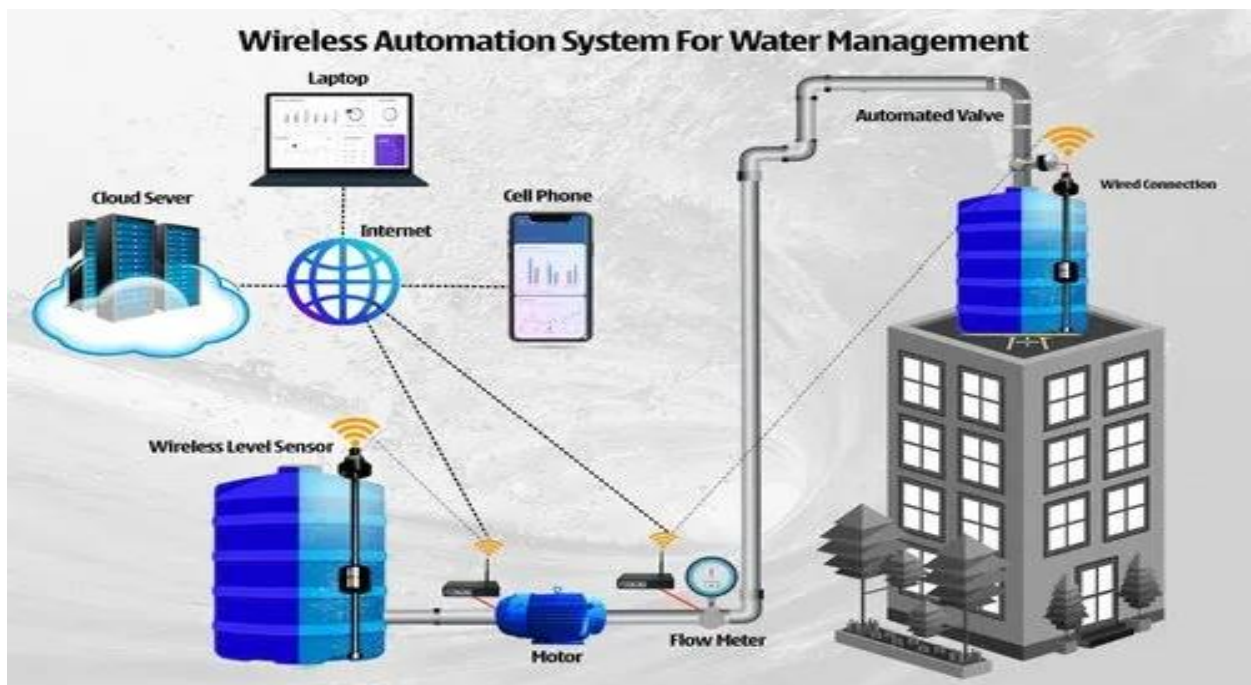 Wireless Automation System For Water Management
Laptop
Automated Valve
Cloud Sever
Cell Phone
Wired Connection
Internet
Wireless Level Sensor
Flow Meter
Motor